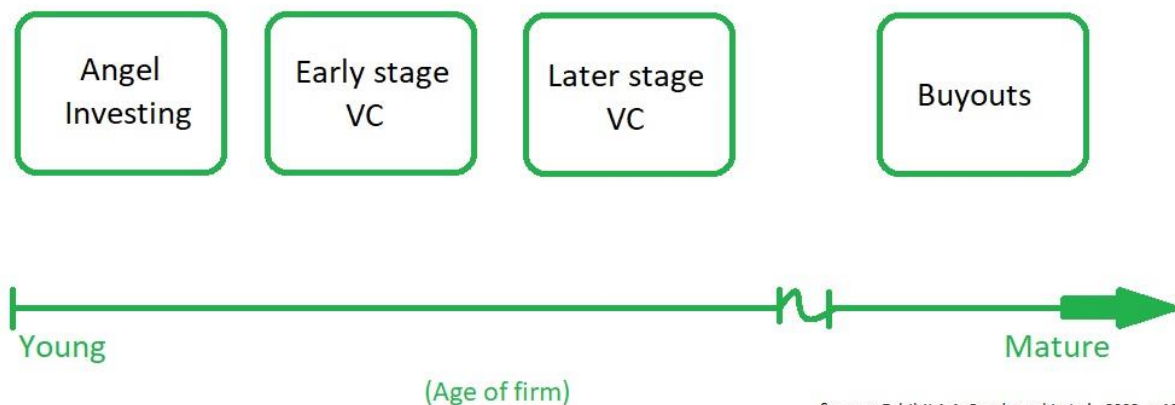 Angel
Investing
Early stage
VC
Later stage
VC
Buyouts
Young
Mature
(Age of firm)